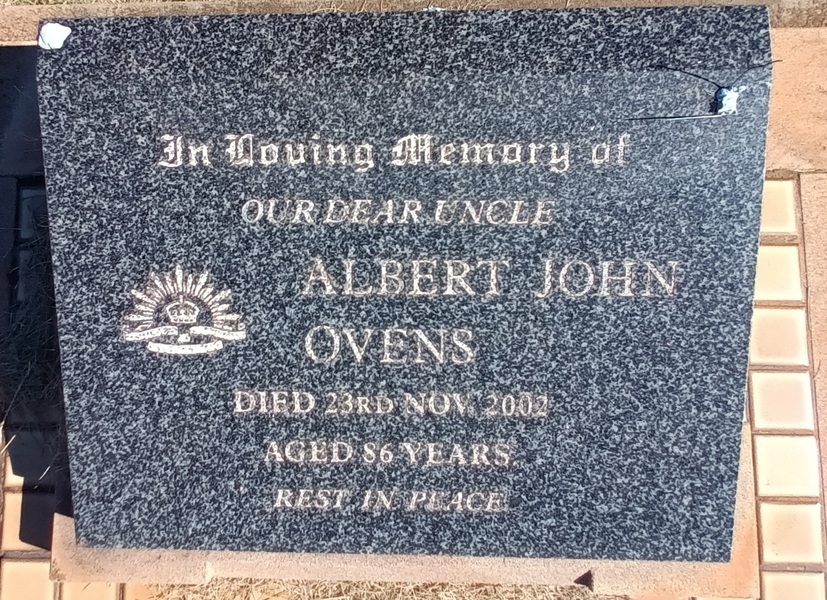 In Loving Memory of
OUR DEAR UNCLE
ALBERT JOHN
OVENS
DIED 23RD NOV. 2002
AGED 86 YEARS.
REST IN PEACE